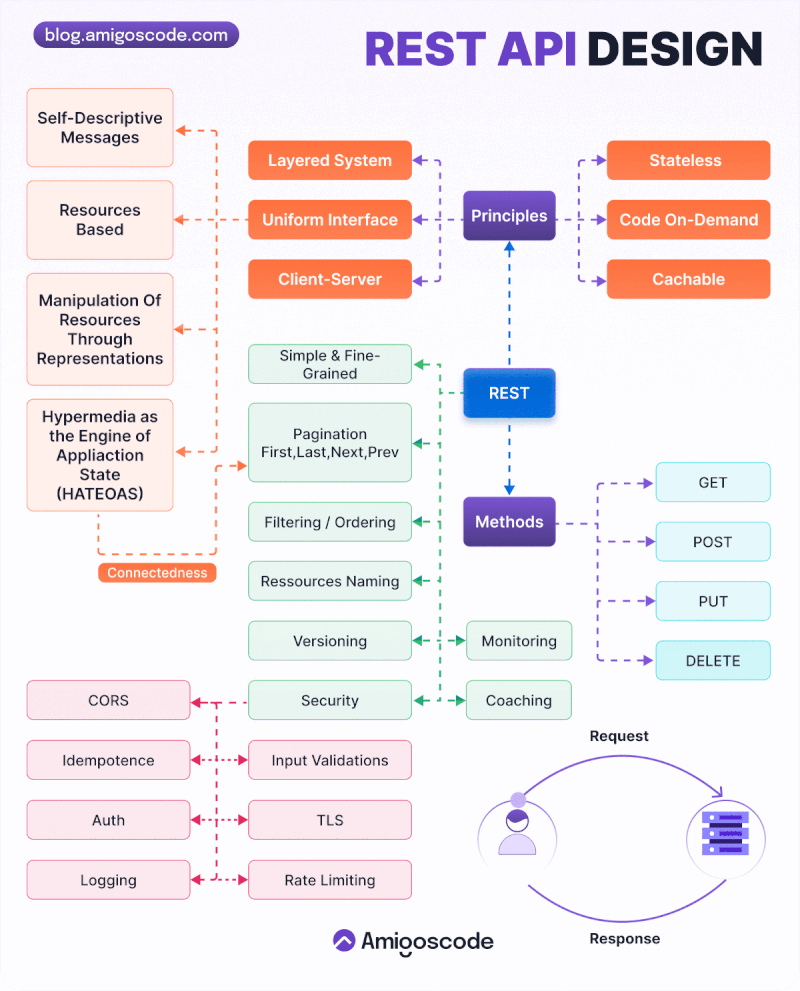 blog.amigoscode.com
REST API DESIGN
Self-Descriptive
Messages
Resources
Based
Manipulation Of
Resources
Through
Representations
Hypermedia as
the Engine of
Appliaction
State
(HATEOAS)
Connectedness
Layered System
Uniform Interface
Client-Server
Principles
Stateless
Code On-Demand
Cachable
REST
Simple & Fine-
Grained
Pagination
First,Last,Next,Prev
Filtering / Ordering
Ressources Naming
Versioning
Monitoring
Security
Coaching
Methods
GET
POST
PUT
DELETE
CORS
Idempotence
Input Validations
Auth
TLS
Logging
Rate Limiting
Request
Response
Amigoscode